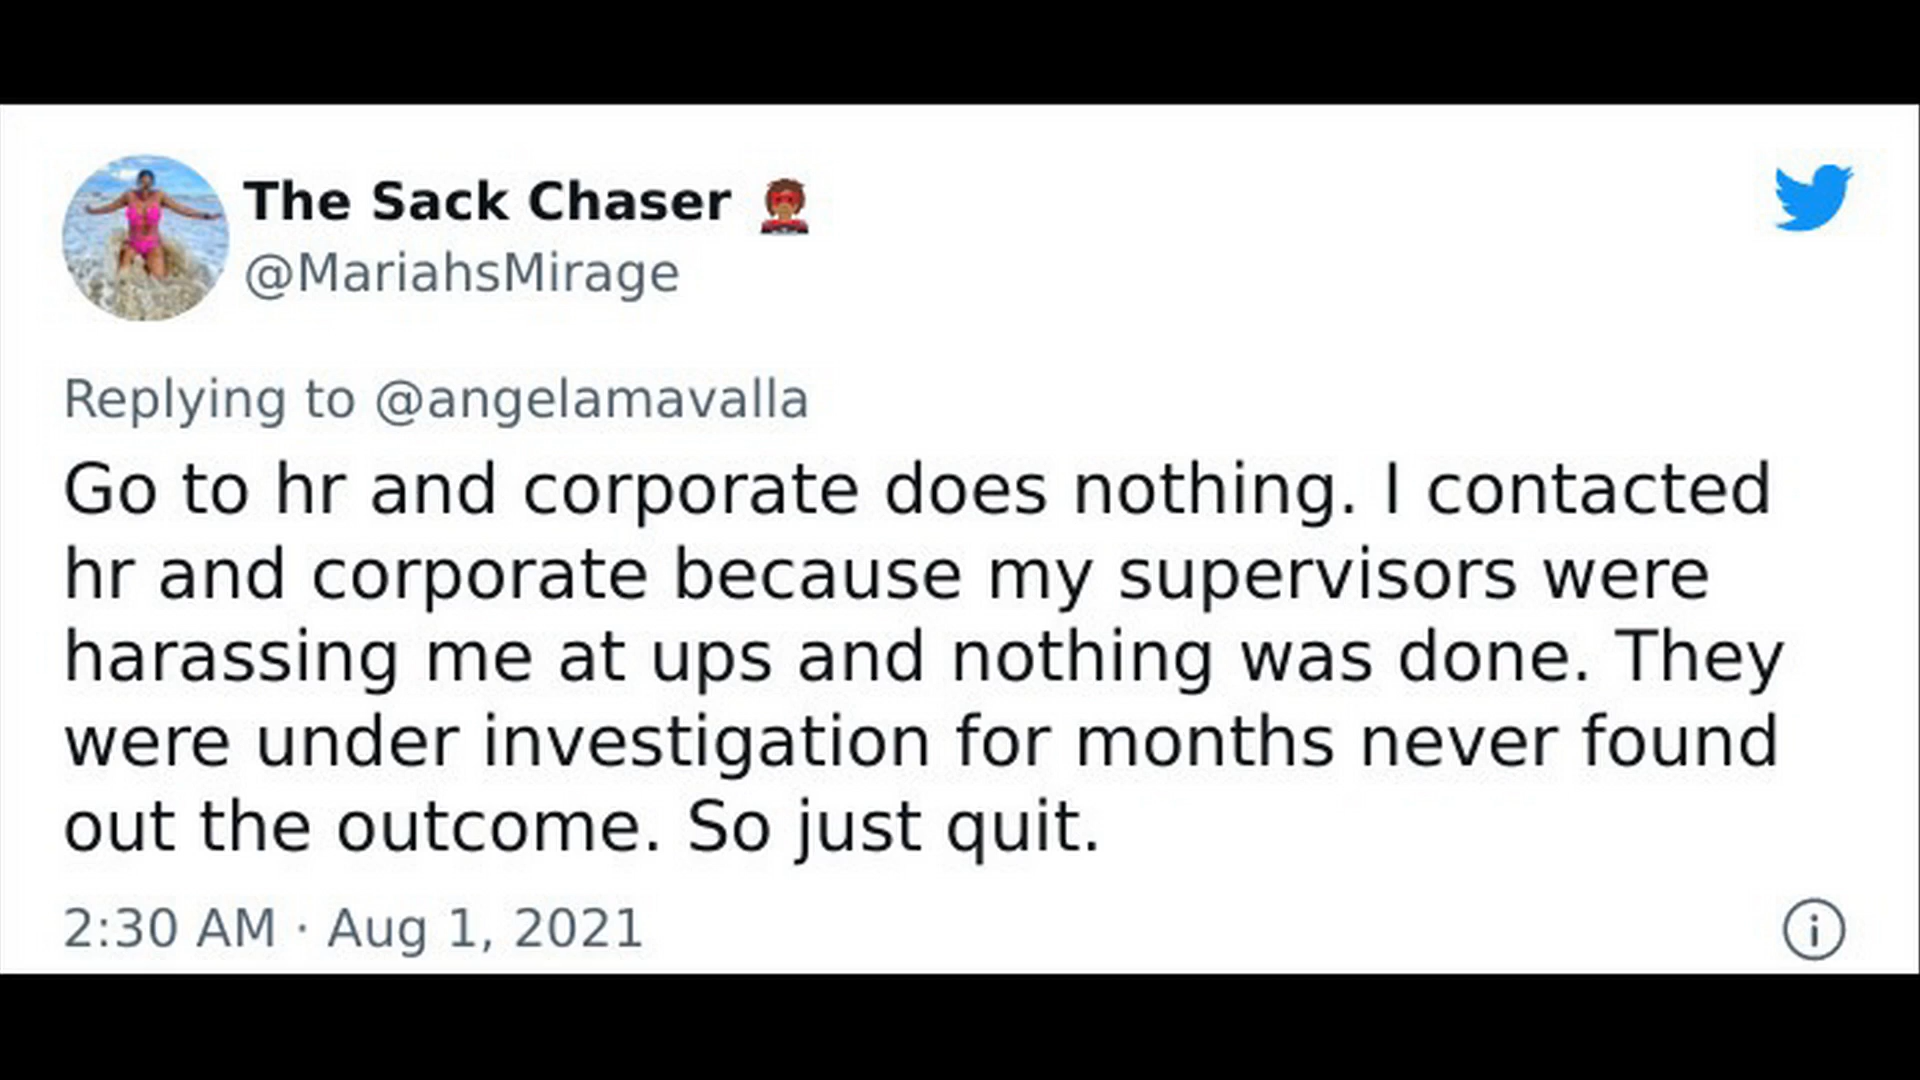 The Sack Chaser
@MariahsMirage
Replying to @angelamavalla
Go to hr and corporate does nothing. I contacted
hr and corporate because my supervisors were
harassing me at ups and nothing was done. They
were under investigation for months never found
out the outcome. So just quit.
2:30 AM · Aug 1, 2021